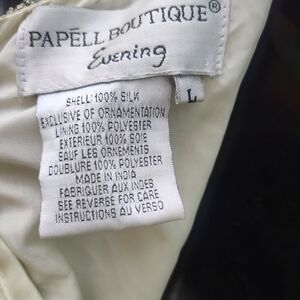 PAPÉLL BOUTIQUE®
Evening
L
SHELL: 100% SILK
EXCLUSIVE OF ORNAMENTATION
LINING 100% POLYESTER
EXTERIEUR 100% SOIE
SAUF LES ORNEMENTS
DOUBLURE 100% POLYESTER
MADE IN INDIA
FABRIQUER AUX INDES
SEE REVERSE FOR CARE
INSTRUCTIONS AU VERSO